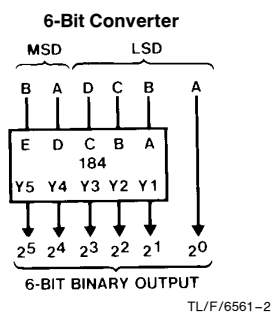 6-Bit Converter
MSD LSD
B A D C B A
E D C B A
184
Y5 Y4 Y3 Y2 Y1
2^5 2^4 2^3 2^2 2^1 2^0
6-BIT BINARY OUTPUT
TL/F/6561–2